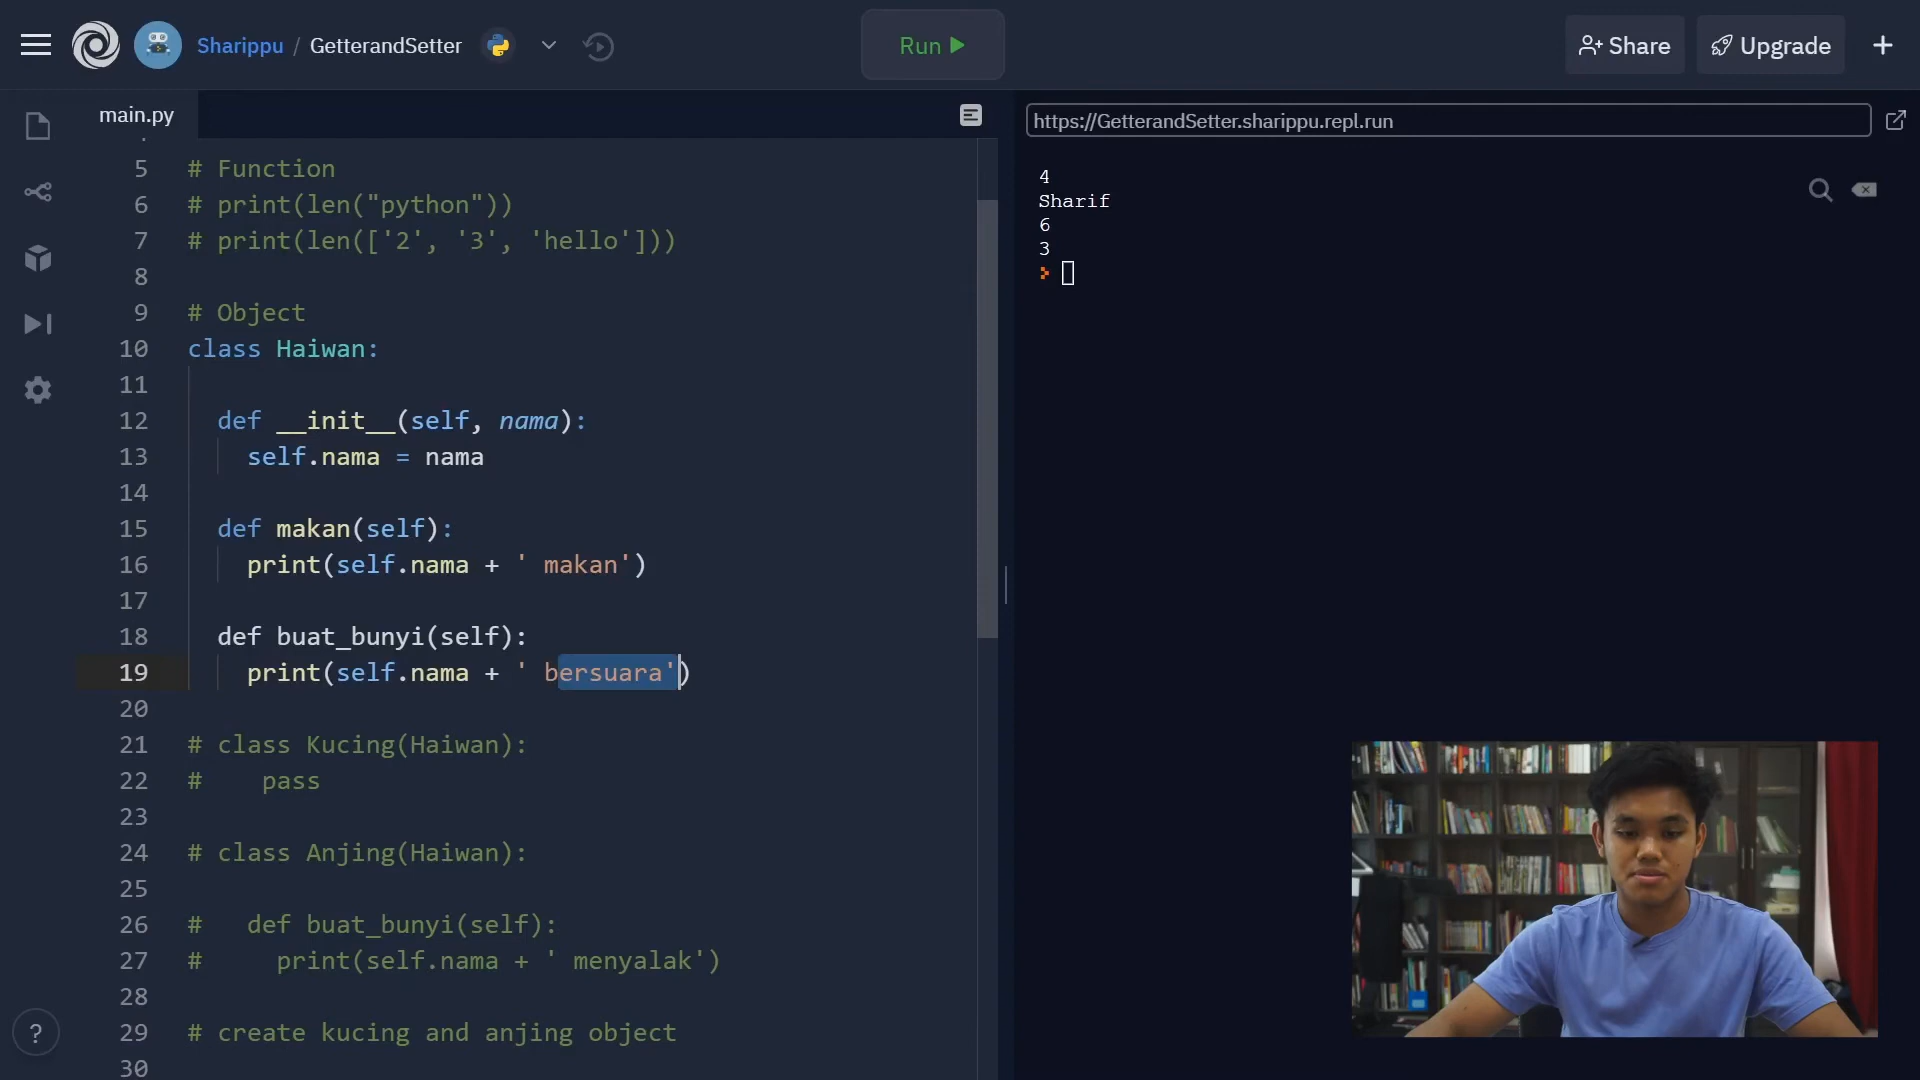 Sharippu / GetterandSetter
Run
Share
Upgrade
main.py
https://GetterandSetter.sharippu.repl.run
5 # Function
6 # print(len("python"))
7 # print(len(['2', '3', 'hello']))
8
9 # Object
10 class Haiwan:
11
12 def __init__(self, nama):
13 self.nama = nama
14
15 def makan(self):
16 print(self.nama + ' makan')
17
18 def buat_bunyi(self):
19 print(self.nama + ' bersuara')
20
21 # class Kucing(Haiwan):
22 # pass
23
24 # class Anjing(Haiwan):
25
26 # def buat_bunyi(self):
27 # print(self.nama + ' menyalak')
28
29 # create kucing and anjing object
30
4
Sharif
6
3
?